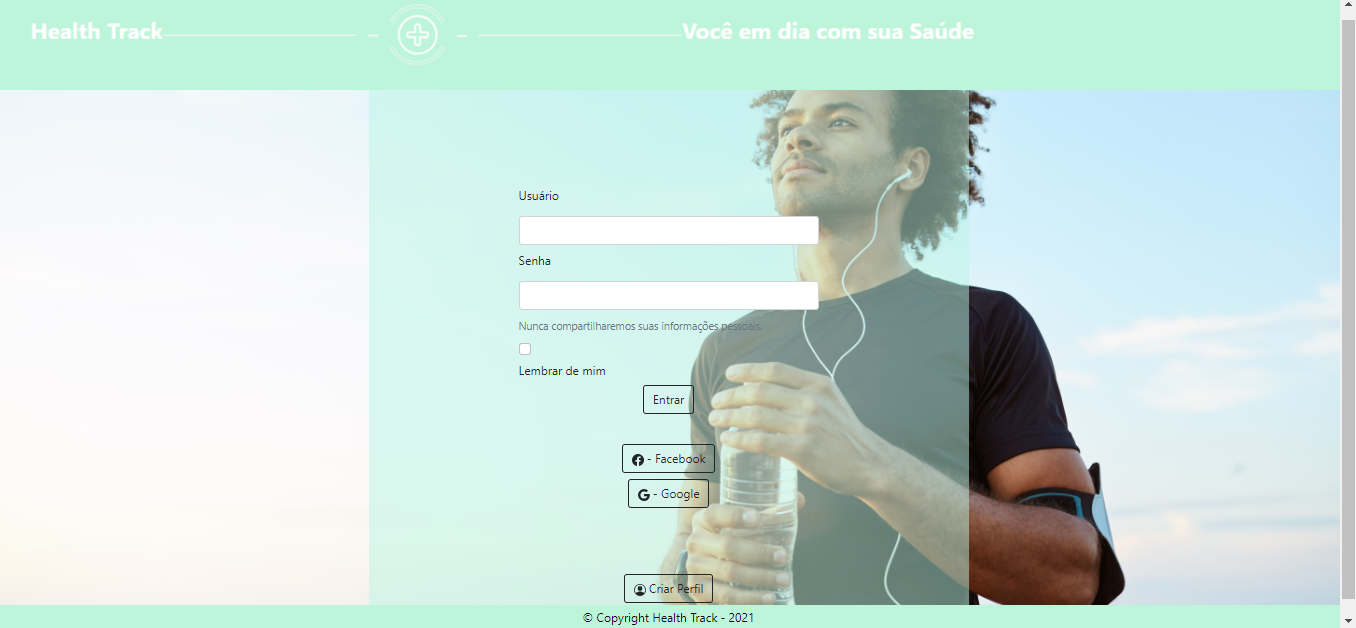 Health Track
Você em dia com sua Saúde
Usuário
Senha
Nunca compartilharemos suas informações pessoais.
Lembrar de mim
Entrar
- Facebook
- Google
Criar Perfil
© Copyright Health Track - 2021